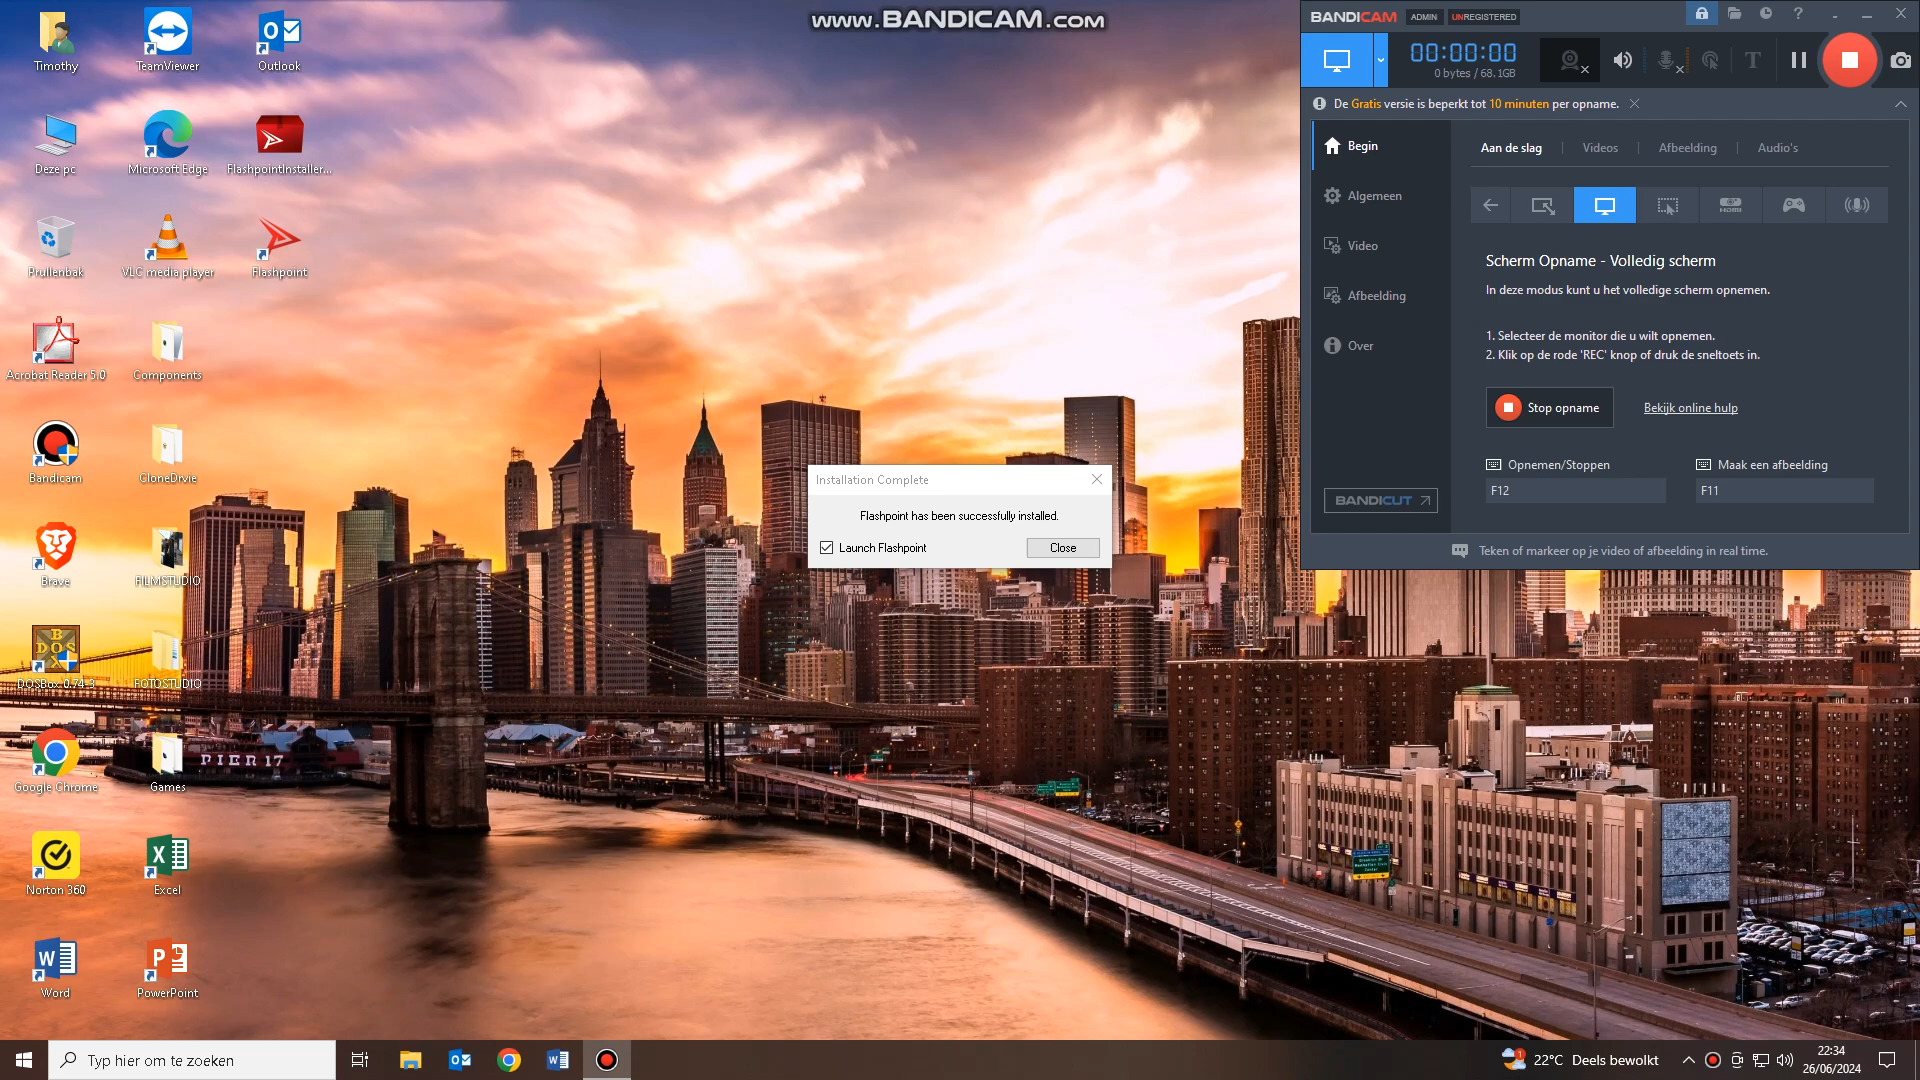 www.BANDICAM.com
Timothy
TeamViewer
Outlook
Deze pc
Microsoft Edge
FlashpointInstaller...
Prullenbak
VLC media player
Flashpoint
Acrobat Reader 5.0
Components
Bandicam
CloneDrvie
Brave
FILMSTUDIO
DOSBox 0.74-3
FOTOSTUDIO
Google Chrome
Games
Norton 360
Excel
Word
PowerPoint
PIER 17
Installation Complete
Flashpoint has been successfully installed.
Launch Flashpoint
Close
BANDICAM ADMIN UNREGISTERED
00:00:00
0 bytes / 68.1GB
De Gratis versie is beperkt tot 10 minuten per opname.
Begin
Algemeen
Video
Afbeelding
Over
BANDICUT
Aan de slag
Videos
Afbeelding
Audio's
HDMI
Scherm Opname - Volledig scherm
In deze modus kunt u het volledige scherm opnemen.
1. Selecteer de monitor die u wilt opnemen.
2. Klik op de rode 'REC' knop of druk de sneltoets in.
Stop opname
Bekijk online hulp
Opnemen/Stoppen
Maak een afbeelding
F12
F11
Teken of markeer op je video of afbeelding in real time.
Typ hier om te zoeken
22°C Deels bewolkt
22:34
26/06/2024